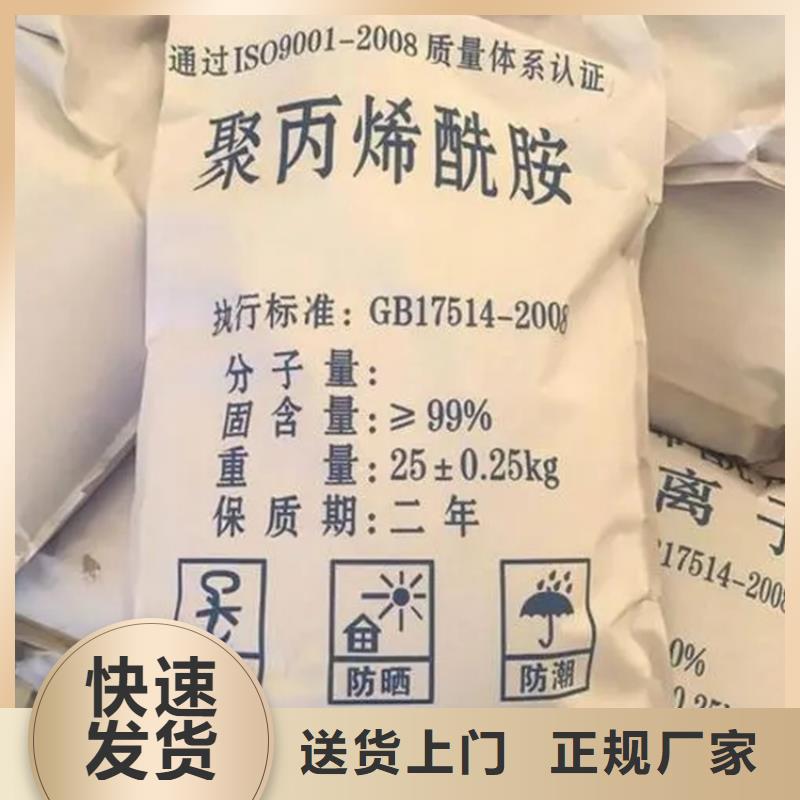 通过ISO9001-2008质量体系认证
聚丙烯酰胺
执行标准：GB17514-2008
分子量：
固含量：≥99%
重量：25±0.25kg
保质期：二年
防晒
防潮
离子
17514-2008
0%
快速
发货
送货上门 正规厂家